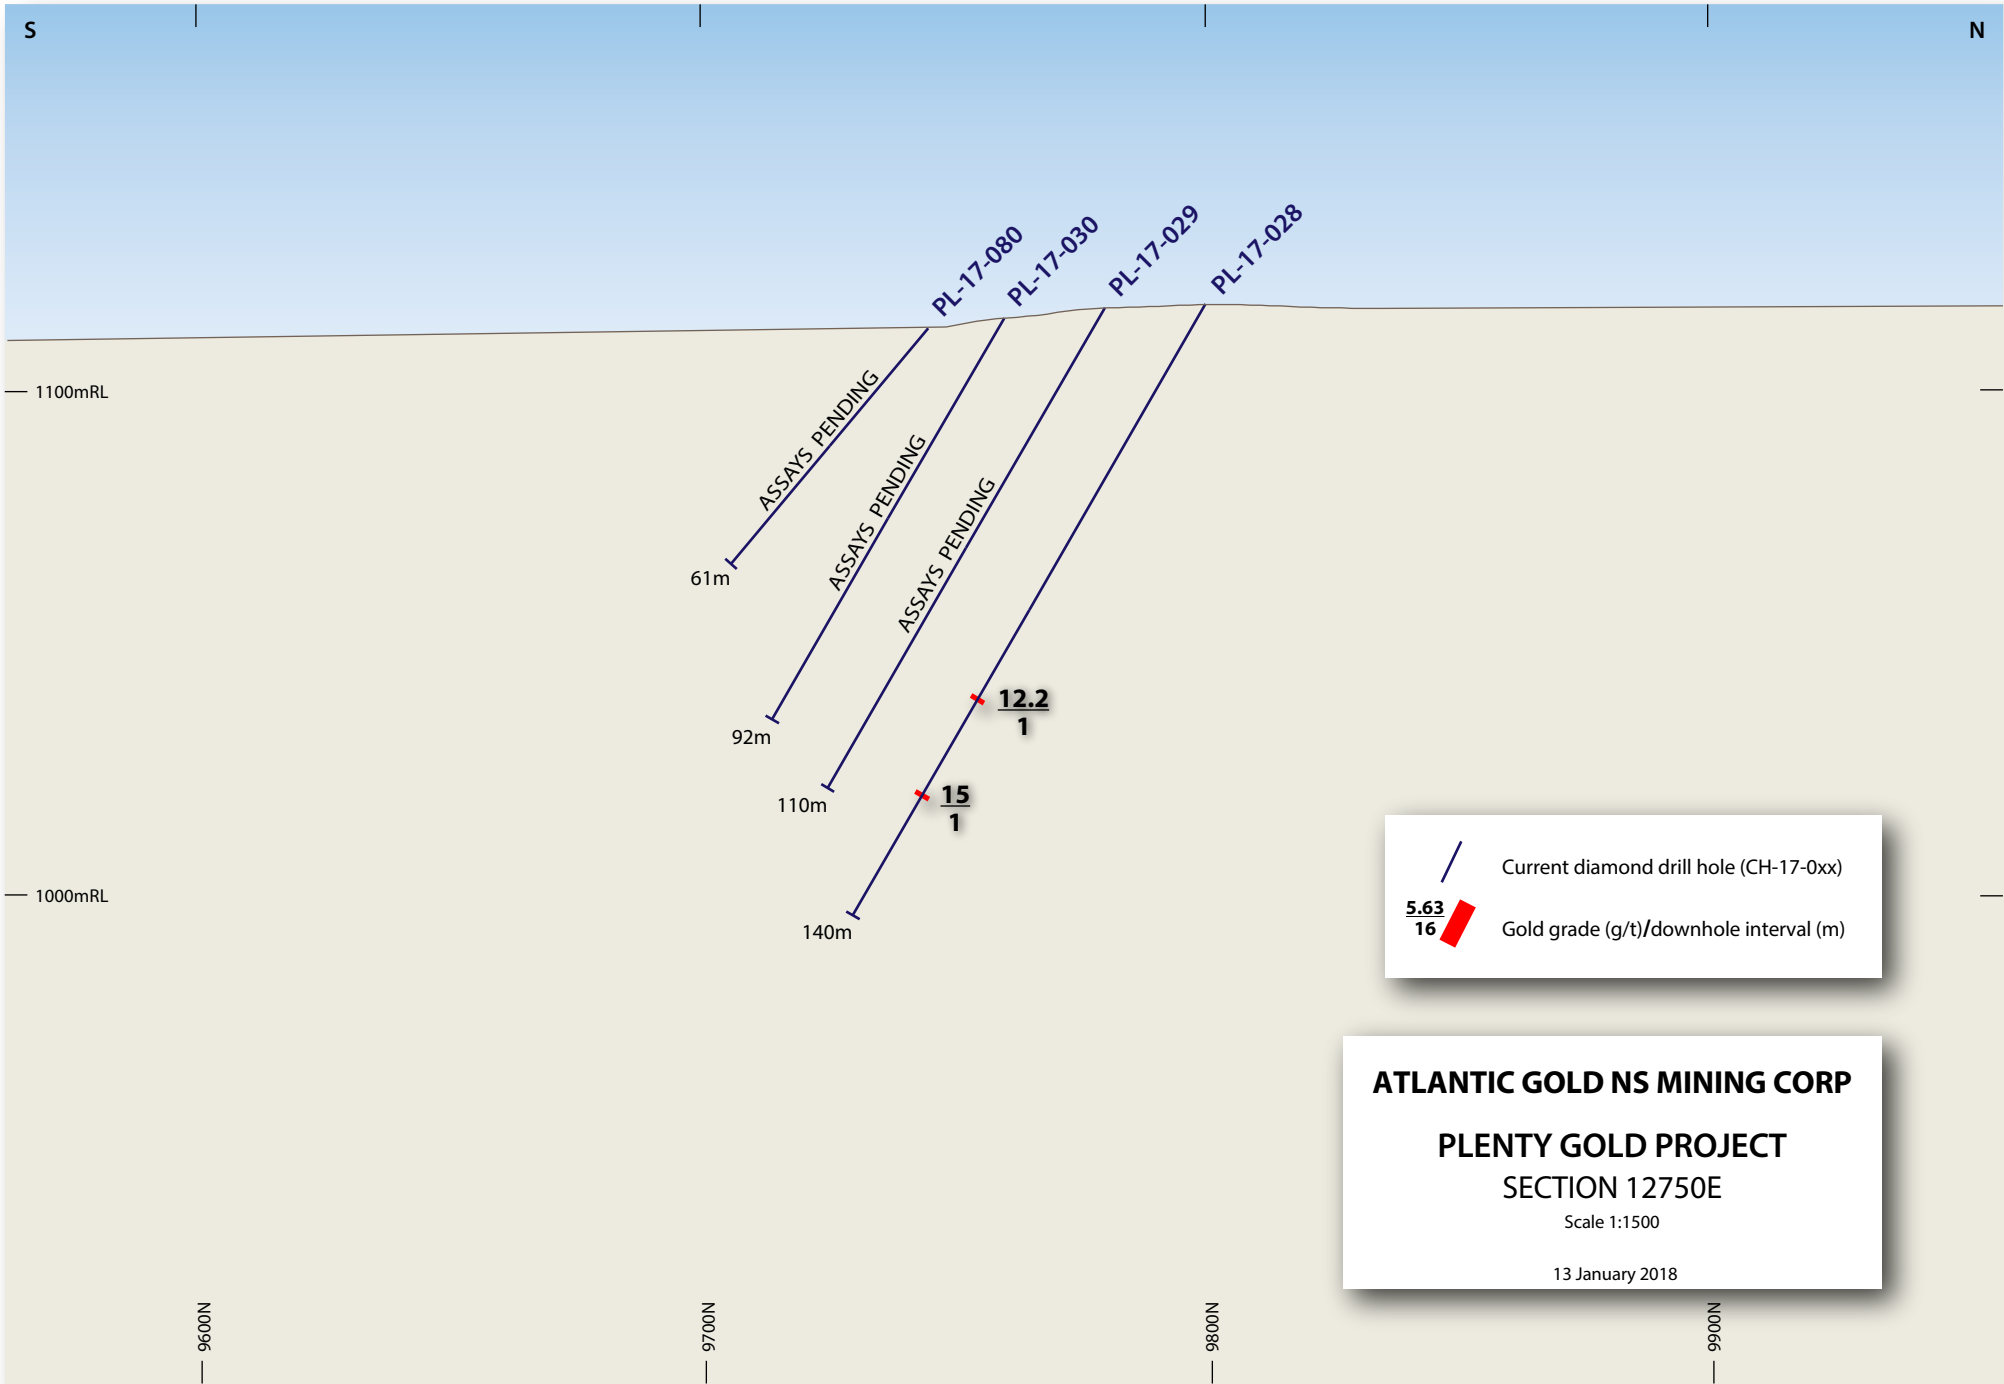 S
N
PL-17-080
PL-17-030
PL-17-029
PL-17-028
1100mRL
ASSAYS PENDING
ASSAYS PENDING
ASSAYS PENDING
61m
92m
110m
12.2
1
15
1
140m
1000mRL
Current diamond drill hole (CH-17-0xx)
5.63
16
Gold grade (g/t)/downhole interval (m)
ATLANTIC GOLD NS MINING CORP
PLENTY GOLD PROJECT
SECTION 12750E
Scale 1:1500
13 January 2018
9600N
9700N
9800N
9900N